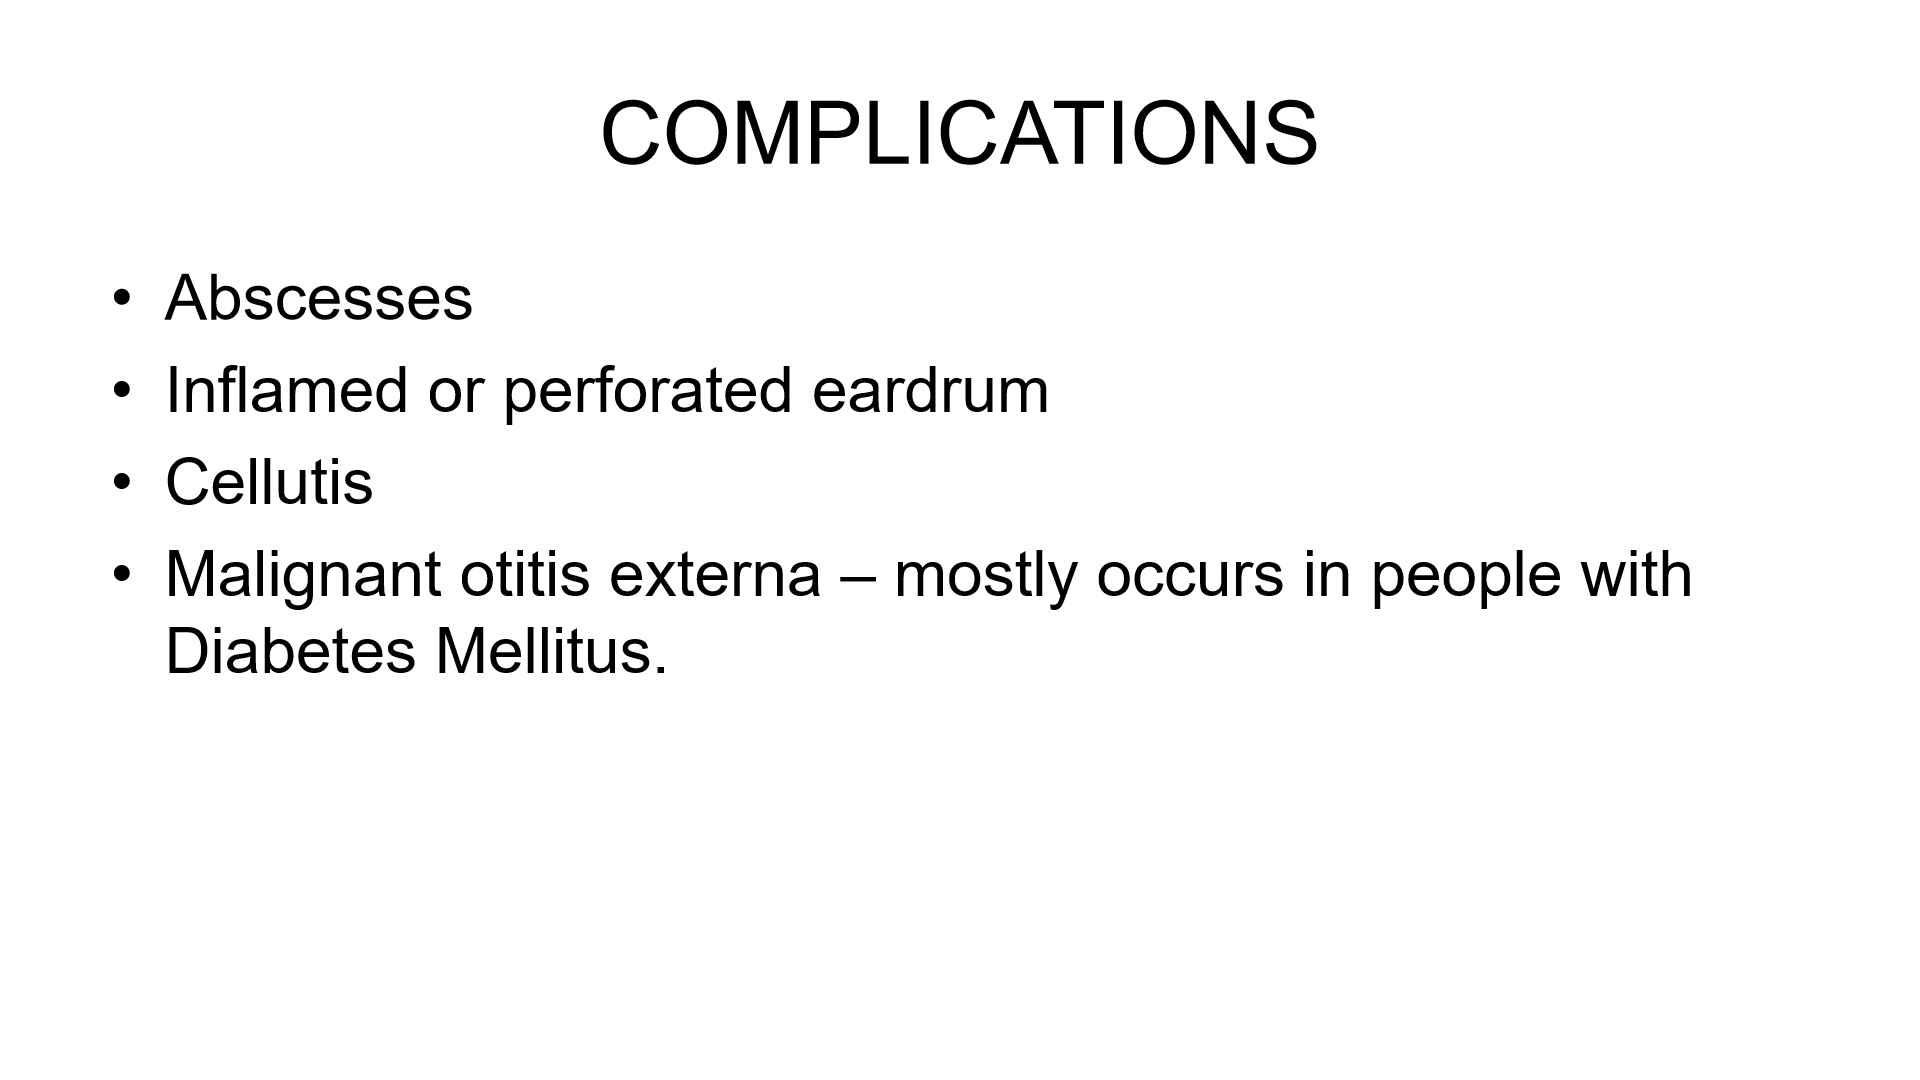 COMPLICATIONS
• Abscesses
• Inflamed or perforated eardrum
• Cellutis
• Malignant otitis externa – mostly occurs in people with
Diabetes Mellitus.